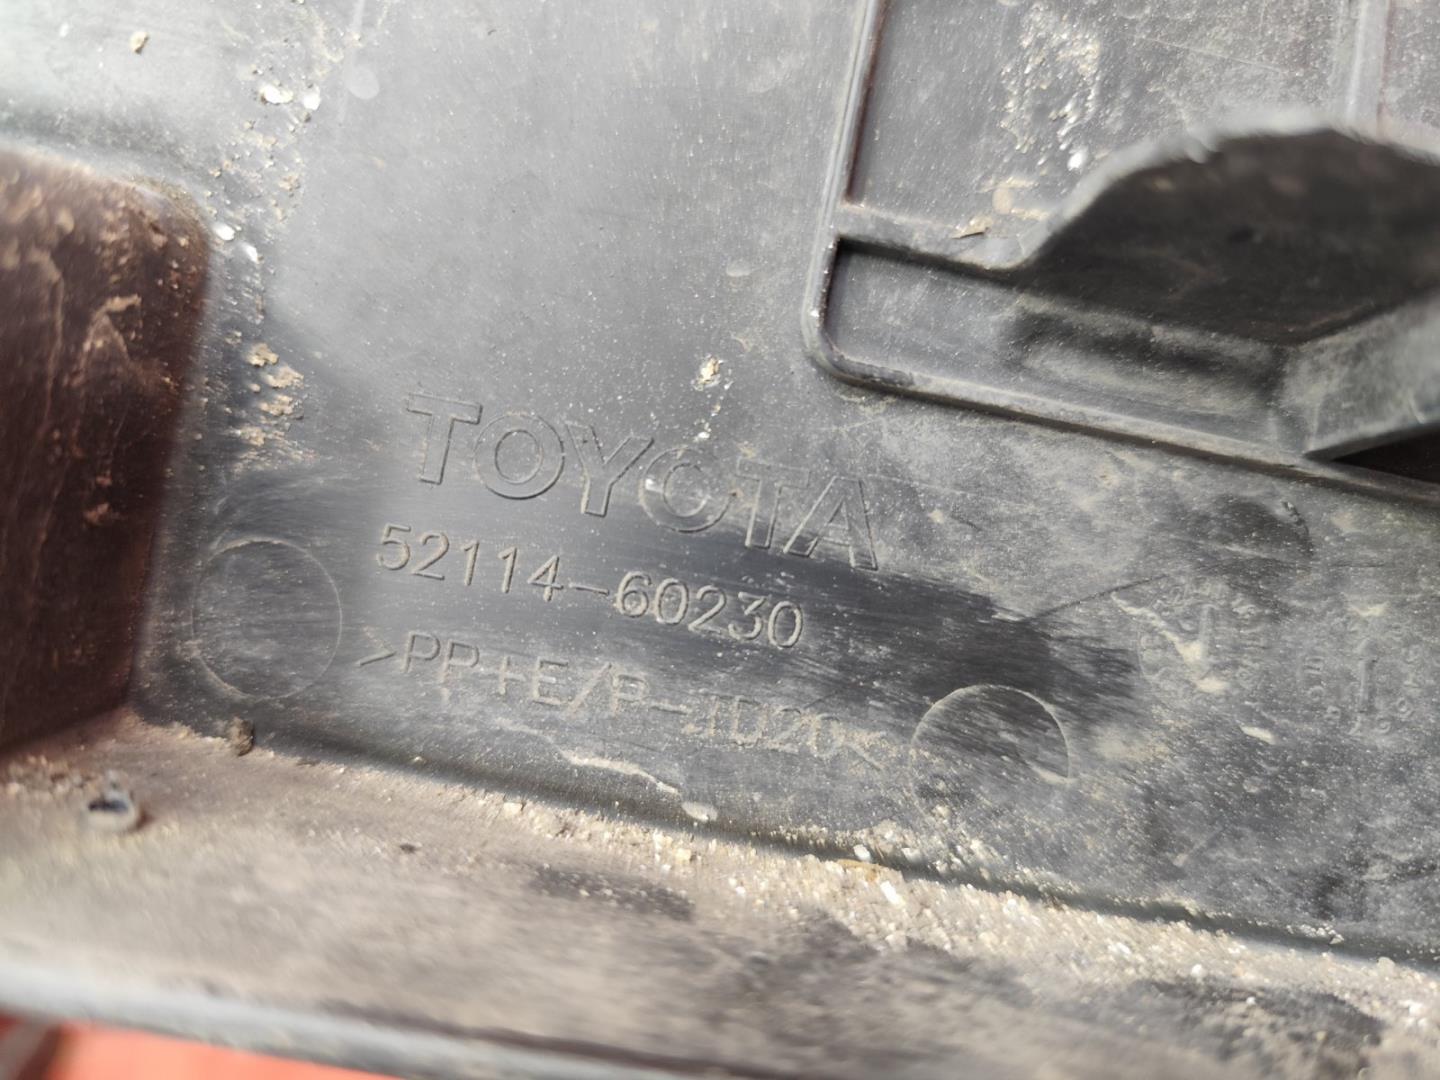 TOYOTA
52114-60230
>PP+E/P-TD20<